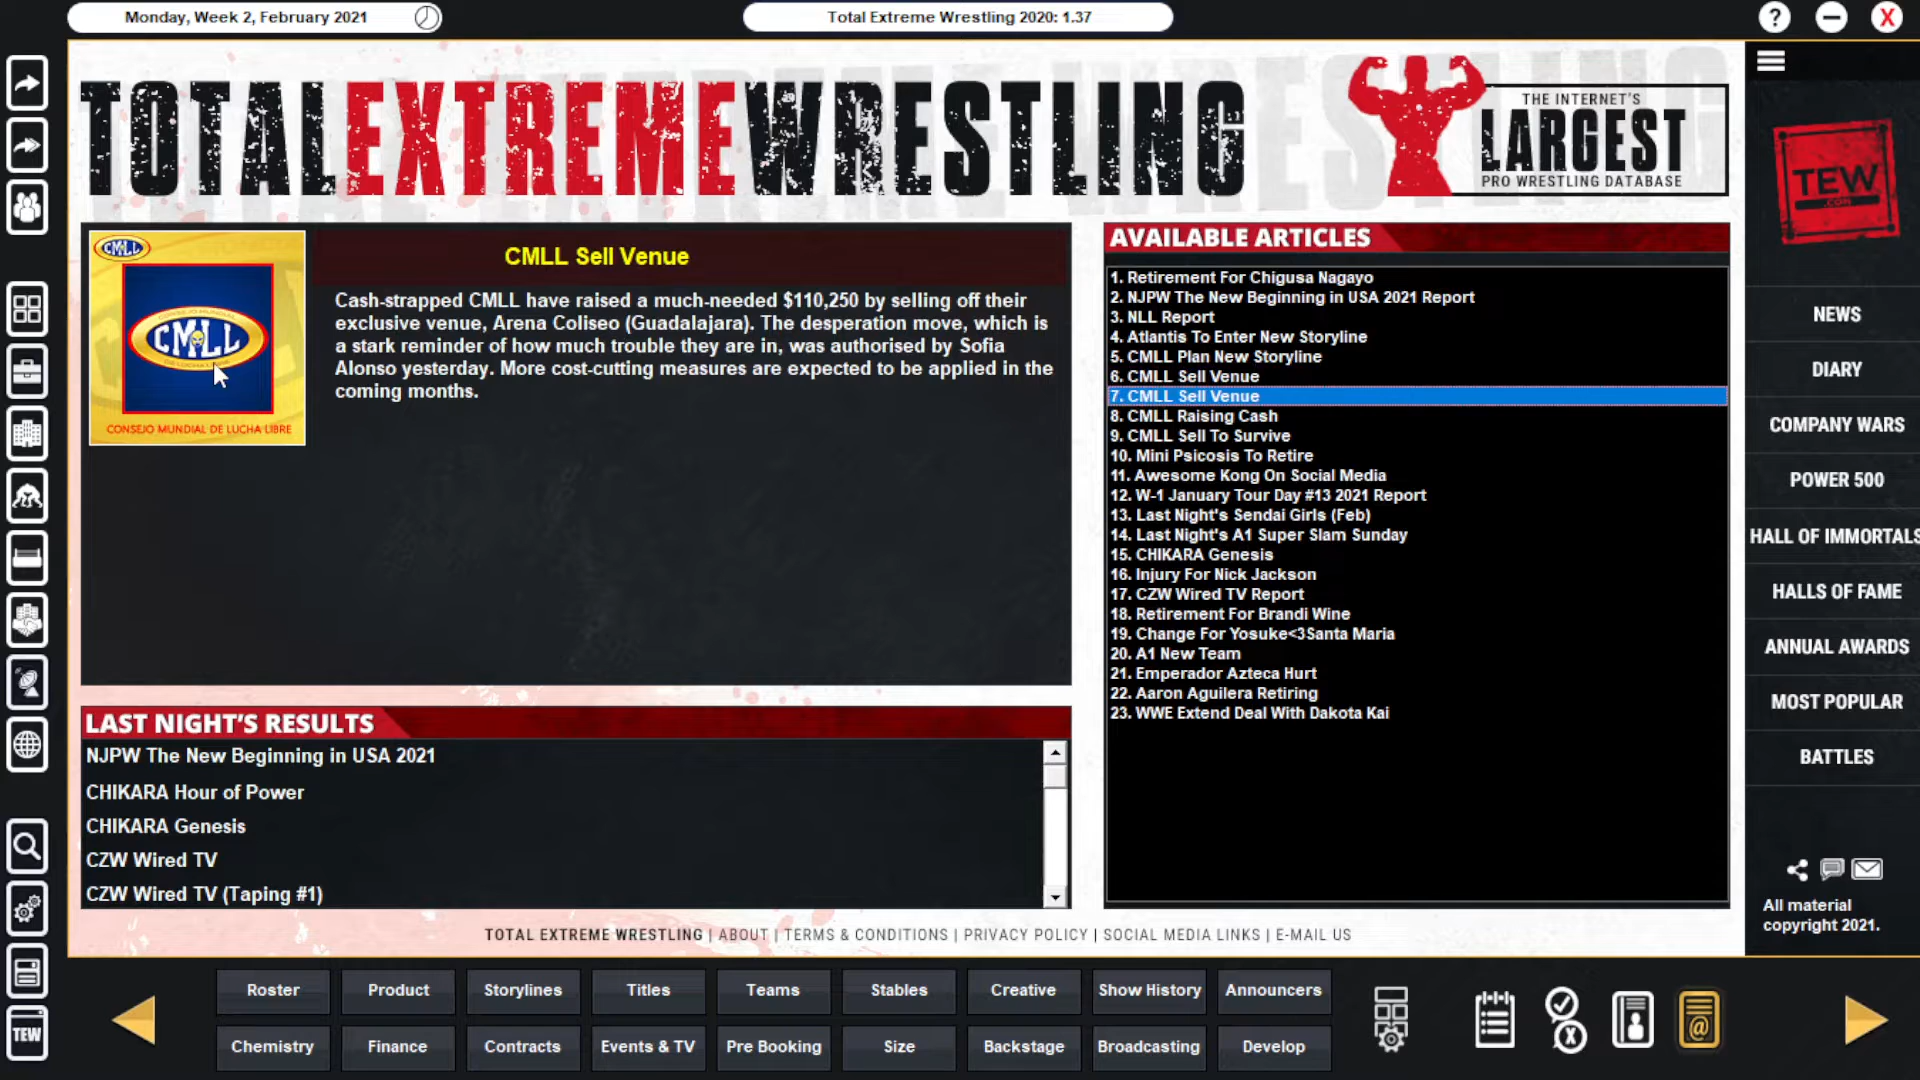 Monday, Week 2, February 2021
Total Extreme Wrestling 2020: 1.37
TOTALEXTREMEWRESTLING
THE INTERNET'S
LARGEST
PRO WRESTLING DATABASE
TEW
.COM
CMLL
CMLL
CONSEJO MUNDIAL DE LUCHA LIBRE
CMLL Sell Venue
Cash-strapped CMLL have raised a much-needed $110,250 by selling off their
exclusive venue, Arena Coliseo (Guadalajara). The desperation move, which is
a stark reminder of how much trouble they are in, was authorised by Sofia
Alonso yesterday. More cost-cutting measures are expected to be applied in the
coming months.
AVAILABLE ARTICLES
1. Retirement For Chigusa Nagayo
2. NJPW The New Beginning in USA 2021 Report
3. NLL Report
4. Atlantis To Enter New Storyline
5. CMLL Plan New Storyline
6. CMLL Sell Venue
7. CMLL Sell Venue
8. CMLL Raising Cash
9. CMLL Sell To Survive
10. Mini Psicosis To Retire
11. Awesome Kong On Social Media
12. W-1 January Tour Day #13 2021 Report
13. Last Night's Sendai Girls (Feb)
14. Last Night's A1 Super Slam Sunday
15. CHIKARA Genesis
16. Injury For Nick Jackson
17. CZW Wired TV Report
18. Retirement For Brandi Wine
19. Change For Yosuke<3Santa Maria
20. A1 New Team
21. Emperador Azteca Hurt
22. Aaron Aguilera Retiring
23. WWE Extend Deal With Dakota Kai
LAST NIGHT'S RESULTS
NJPW The New Beginning in USA 2021
CHIKARA Hour of Power
CHIKARA Genesis
CZW Wired TV
CZW Wired TV (Taping #1)
NEWS
DIARY
COMPANY WARS
POWER 500
HALL OF IMMORTALS
HALLS OF FAME
ANNUAL AWARDS
MOST POPULAR
BATTLES
All material
copyright 2021.
TOTAL EXTREME WRESTLING | ABOUT | TERMS & CONDITIONS | PRIVACY POLICY | SOCIAL MEDIA LINKS | E-MAIL US
TEW
Roster
Product
Storylines
Titles
Teams
Stables
Creative
Show History
Announcers
Chemistry
Finance
Contracts
Events & TV
Pre Booking
Size
Backstage
Broadcasting
Develop